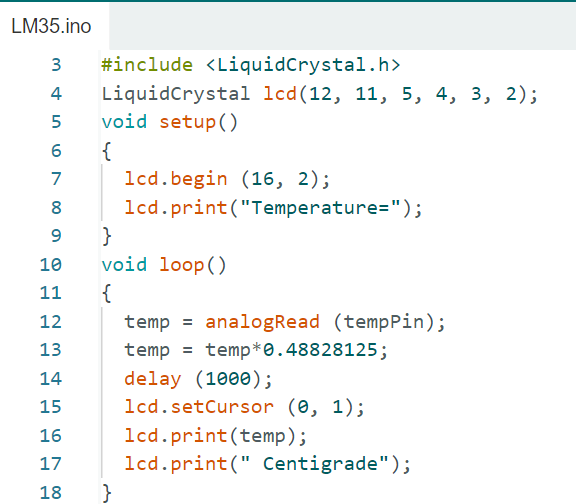 LM35.ino
3 #include <LiquidCrystal.h>
4 LiquidCrystal lcd(12, 11, 5, 4, 3, 2);
5 void setup()
6 {
7 lcd.begin (16, 2);
8 lcd.print("Temperature=");
9 }
10 void loop()
11 {
12 temp = analogRead (tempPin);
13 temp = temp*0.48828125;
14 delay (1000);
15 lcd.setCursor (0, 1);
16 lcd.print(temp);
17 lcd.print(" Centigrade");
18 }